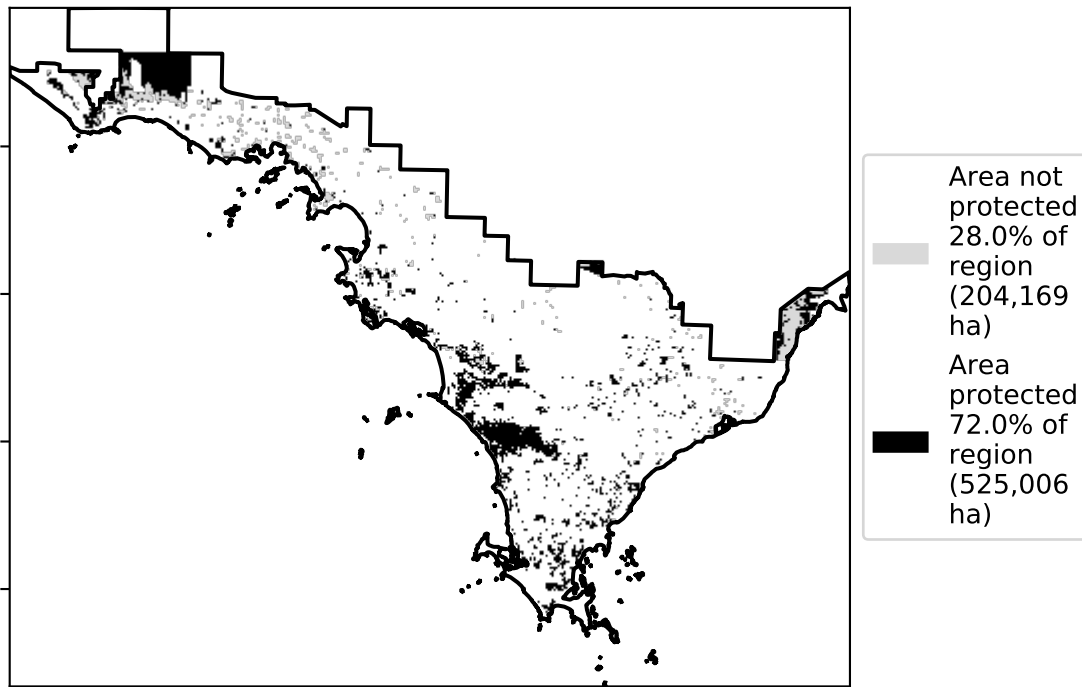 Area not
protected
28.0% of
region
(204,169
ha)
Area
protected
72.0% of
region
(525,006
ha)